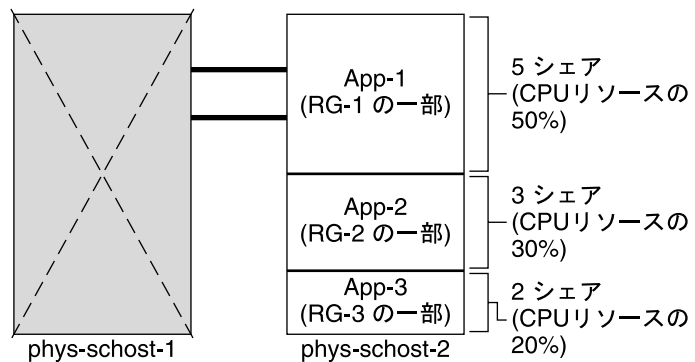 App-1
(RG-1 の一部)
5 シェア
(CPUリソースの
50%)
App-2
(RG-2 の一部)
3 シェア
(CPUリソースの
30%)
App-3
(RG-3 の一部)
2 シェア
(CPUリソースの
20%)
phys-schost-1
phys-schost-2